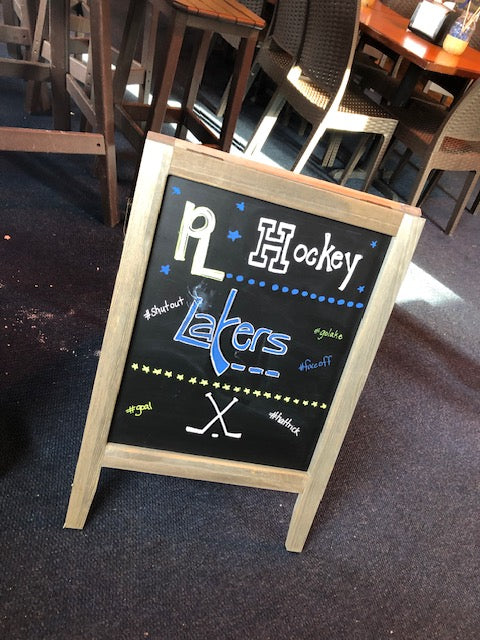 PL Hockey
#shutout
Lakers
#golake
#faceoff
#goal
#hattrick